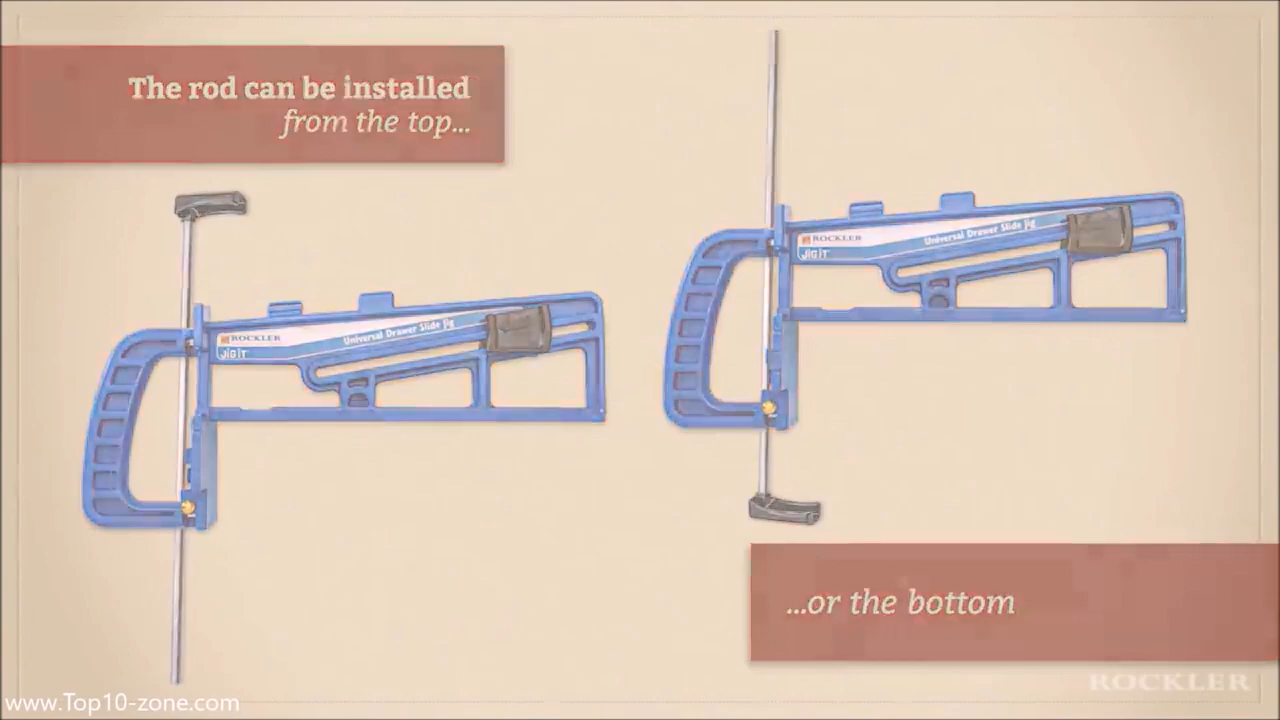 The rod can be installed
from the top...
ROCKLER
JIG IT
Universal Drawer Slide Jig
ROCKLER
JIG IT
Universal Drawer Slide Jig
...or the bottom
ROCKLER
www.Top10-zone.com